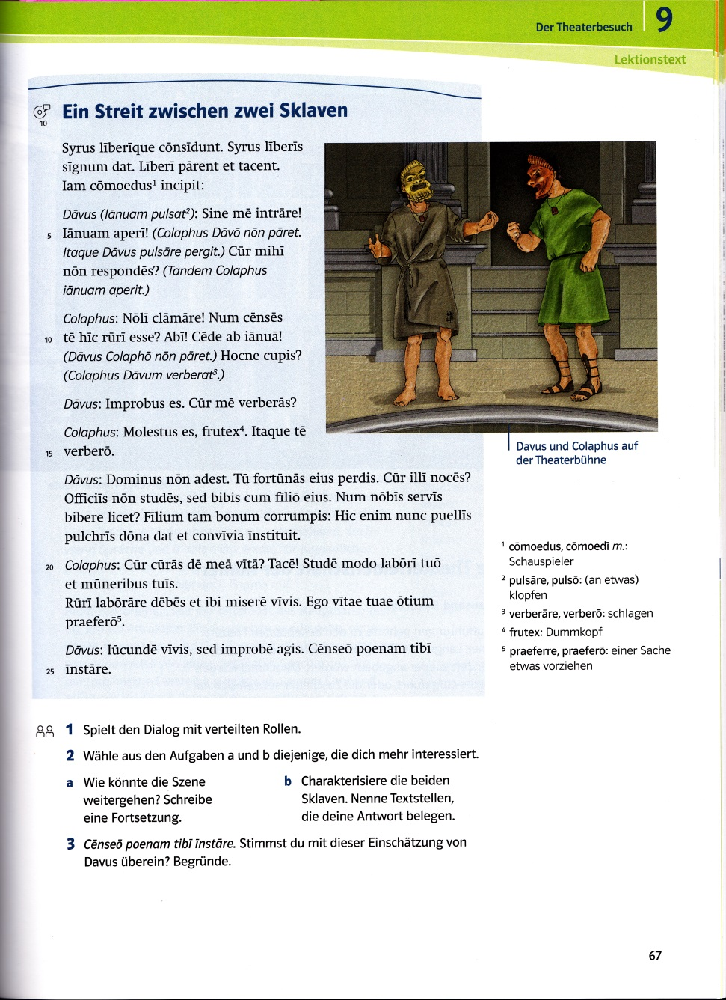 Der Theaterbesuch 9
Lektionstext
10
Ein Streit zwischen zwei Sklaven
Syrus līberīque cōnsīdunt. Syrus līberīs
sīgnum dat. Līberī pārent et tacent.
Iam cōmoedus¹ incipit:
Dāvus (Iānuam pulsat²): Sine mē intrāre!
5 Iānuam aperī! (Colaphus Dāvō nōn pāret.
Itaque Dāvus pulsāre pergit.) Cūr mihī
nōn respondēs? (Tandem Colaphus
iānuam aperit.)
Colaphus: Nōlī clāmāre! Num cēnsēs
10 tē hīc rūrī esse? Abī! Cēde ab iānuā!
(Dāvus Colaphō nōn pāret.) Hocne cupis?
(Colaphus Dāvum verberat³.)
Dāvus: Improbus es. Cūr mē verberās?
Colaphus: Molestus es, frutex⁴. Itaque tē
15 verberō.
Dāvus: Dominus nōn adest. Tū fortūnās eius perdis. Cūr illī nocēs?
Officiīs nōn studēs, sed bibis cum fīliō eius. Num nōbīs servīs
bibere licet? Fīlium tam bonum corrumpis: Hic enim nunc puellīs
pulchrīs dōna dat et convīvia īnstituit.
20 Colaphus: Cūr cūrās dē meā vītā? Tacē! Studē modo labōrī tuō
et mūneribus tuīs.
Rūrī labōrāre dēbēs et ibi miserē vīvis. Ego vītae tuae ōtium
praeferō⁵.
Dāvus: Iūcundē vīvis, sed improbē agis. Cēnseō poenam tibī
25 īnstāre.
Davus und Colaphus auf
der Theaterbühne
¹ cōmoedus, cōmoedī m.:
Schauspieler
² pulsāre, pulsō: (an etwas)
klopfen
³ verberāre, verberō: schlagen
⁴ frutex: Dummkopf
⁵ praeferre, praeferō: einer Sache
etwas vorziehen
1 Spielt den Dialog mit verteilten Rollen.
2 Wähle aus den Aufgaben a und b diejenige, die dich mehr interessiert.
a Wie könnte die Szene
weitergehen? Schreibe
eine Fortsetzung.
b Charakterisiere die beiden
Sklaven. Nenne Textstellen,
die deine Antwort belegen.
3 Cēnseō poenam tibī īnstāre. Stimmst du mit dieser Einschätzung von
Davus überein? Begründe.
67